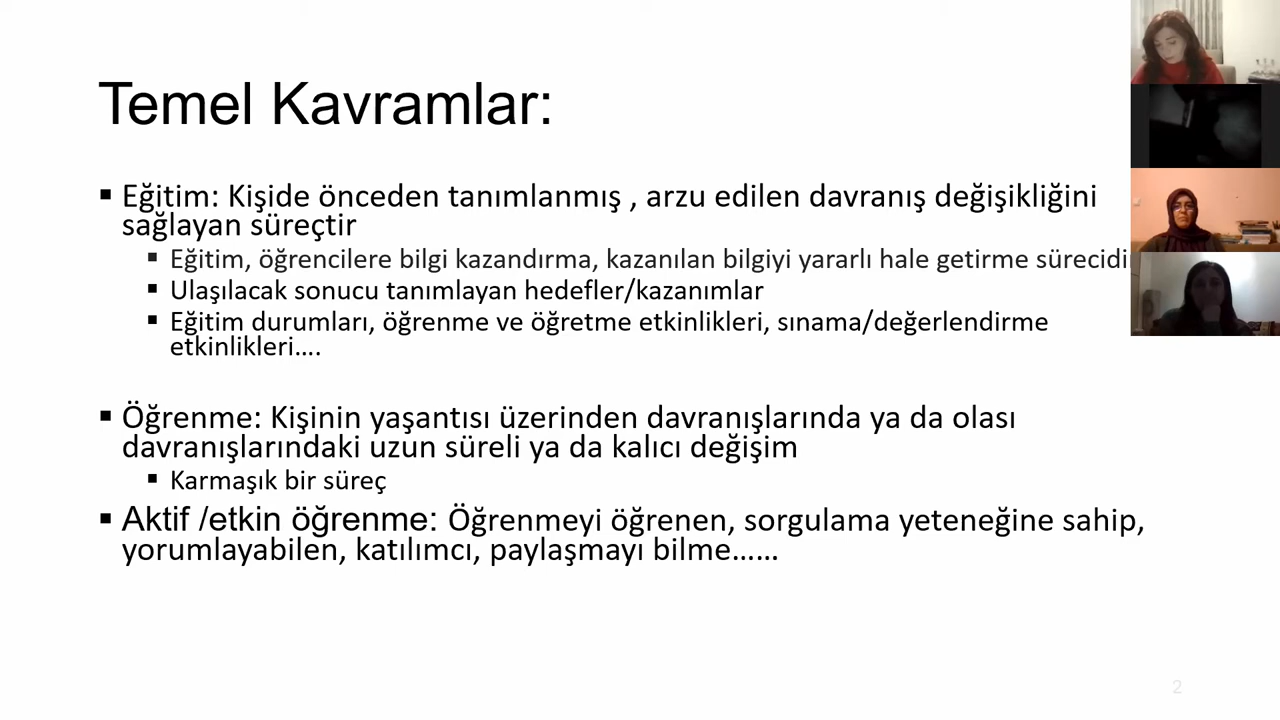 Temel Kavramlar:
▪ Eğitim: Kişide önceden tanımlanmış , arzu edilen davranış değişikliğini
sağlayan süreçtir
▪ Eğitim, öğrencilere bilgi kazandırma, kazanılan bilgiyi yararlı hale getirme
▪ Ulaşılacak sonucu tanımlayan hedefler/kazanımlar
▪ Eğitim durumları, öğrenme ve öğretme etkinlikleri, sınama/değerlendirme
etkinlikleri….
▪ Öğrenme: Kişinin yaşantısı üzerinden davranışlarında ya da olası
davranışlarındaki uzun süreli ya da kalıcı değişim
▪ Karmaşık bir süreç
▪ Aktif /etkin öğrenme: Öğrenmeyi öğrenen, sorgulama yeteneğine sahip,
yorumlayabilen, katılımcı, paylaşmayı bilme……
2